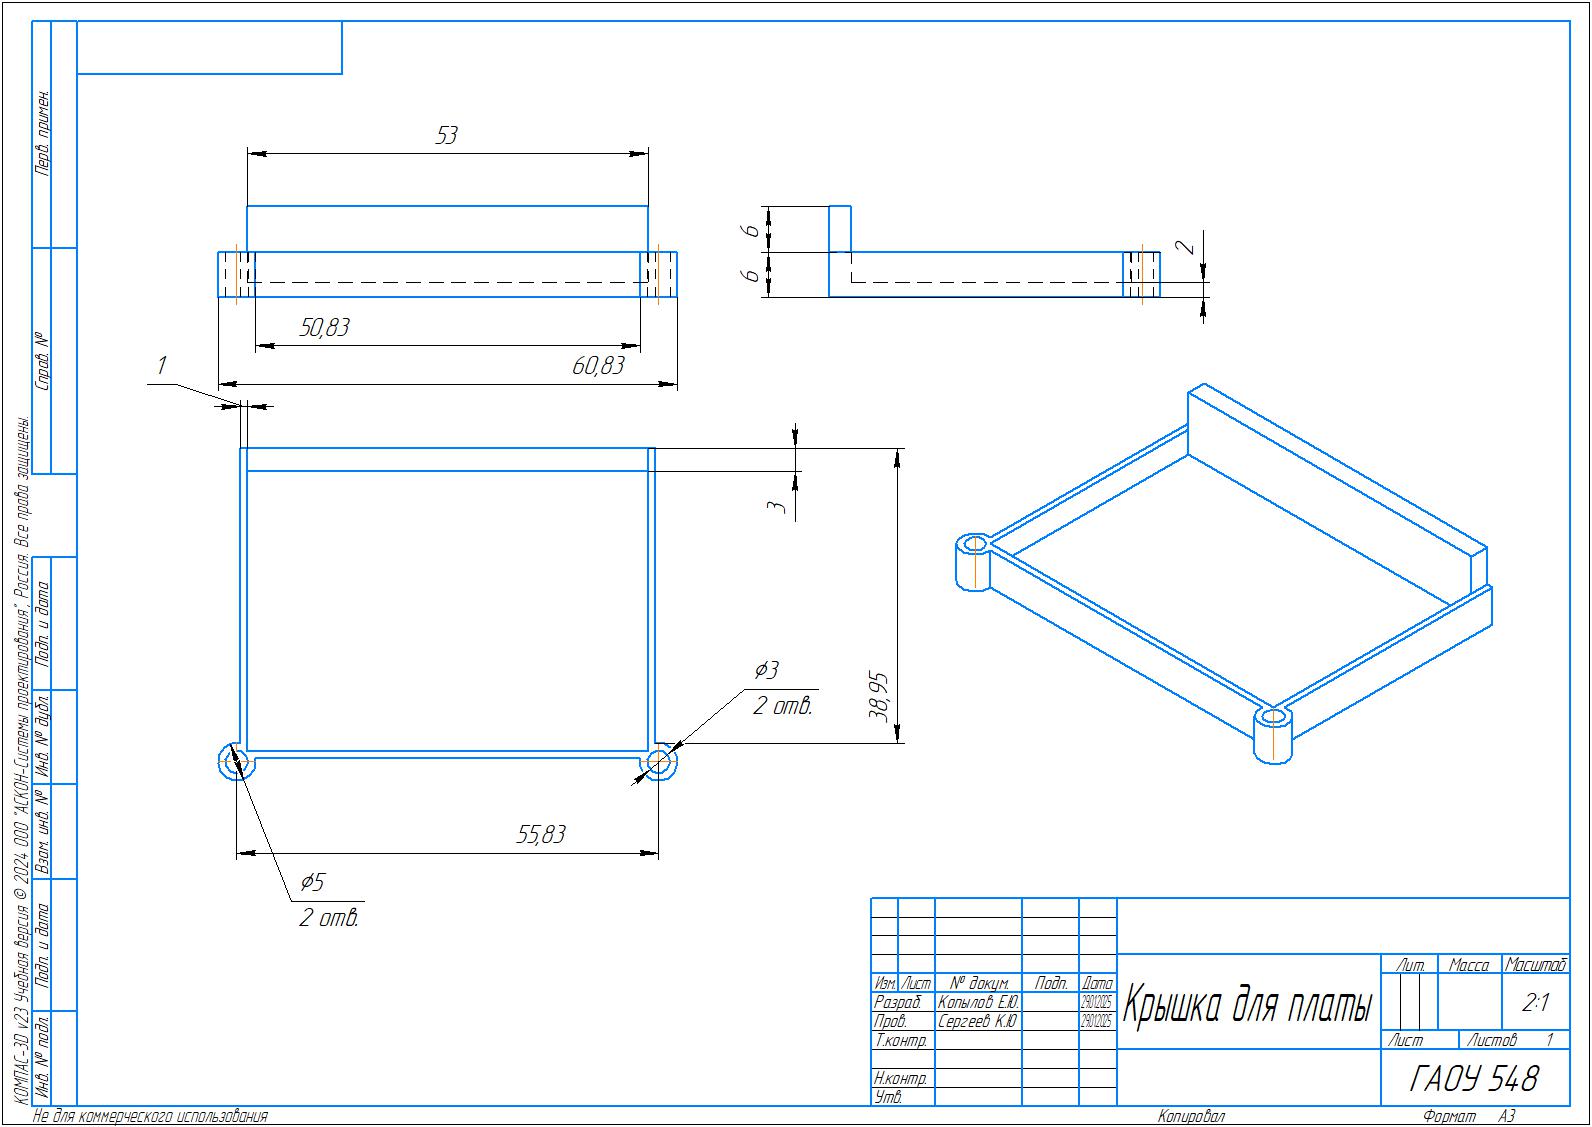 Перв. примен.
Справ. №
Подп. и дата
Инв. № дубл.
Взам. инв. №
Подп. и дата
Инв. № подл.
КОМПАС-3D v23 Учебная версия © 2024 ООО "АСКОН-Системы проектирования", Россия. Все права защищены.
53
6
6
2
50,83
60,83
1
3
38,95
⌀3
2 отв.
55,83
⌀5
2 отв.
Изм. Лист № докум. Подп. Дата
Разраб. Копылов Е.Ю. 29.01.2025
Пров. Сергеев К.Ю 29.01.2025
Т.контр.
Н.контр.
Утв.
Крышка для платы
Лит. Масса Масштаб
2:1
Лист Листов 1
ГАОУ 548
Не для коммерческого использования
Копировал
Формат А3